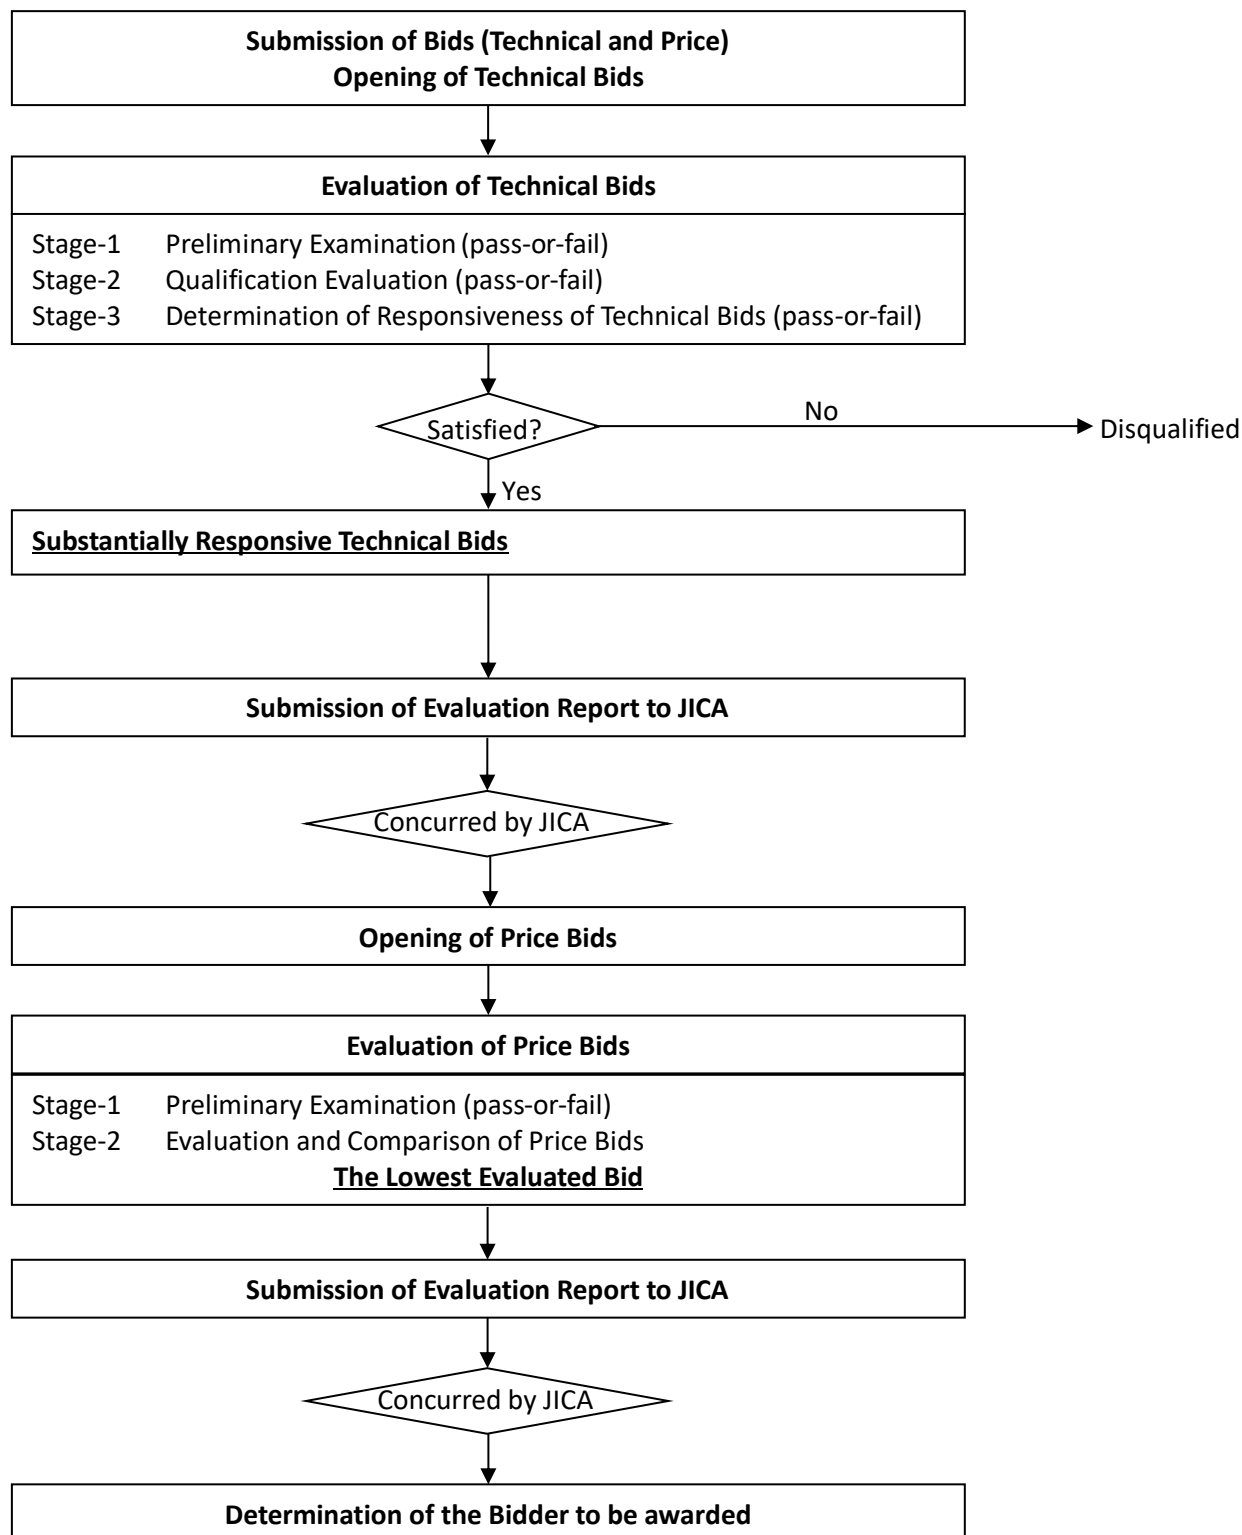 Submission of Bids (Technical and Price)
Opening of Technical Bids
Evaluation of Technical Bids
Stage-1 Preliminary Examination (pass-or-fail)
Stage-2 Qualification Evaluation (pass-or-fail)
Stage-3 Determination of Responsiveness of Technical Bids (pass-or-fail)
Satisfied?
No
Disqualified
Yes
Substantially Responsive Technical Bids
Submission of Evaluation Report to JICA
Concurred by JICA
Opening of Price Bids
Evaluation of Price Bids
Stage-1 Preliminary Examination (pass-or-fail)
Stage-2 Evaluation and Comparison of Price Bids
The Lowest Evaluated Bid
Submission of Evaluation Report to JICA
Concurred by JICA
Determination of the Bidder to be awarded